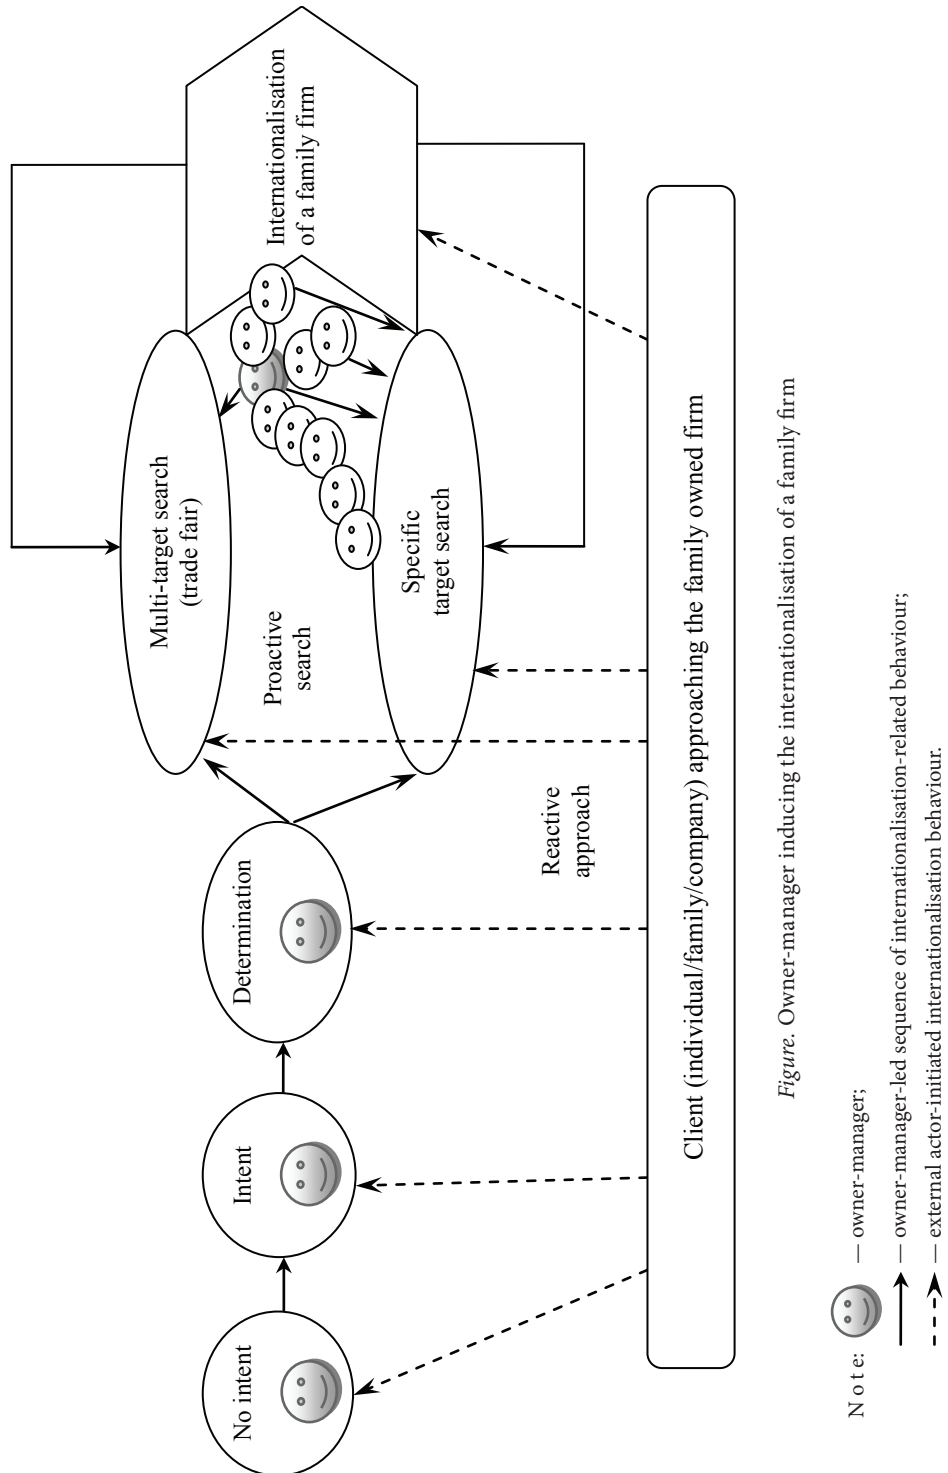 No intent
Intent
Determination
Multi-target search
(trade fair)
Proactive
search
Specific
target search
Internationalisation
of a family firm
Reactive
approach
Client (individual/family/company) approaching the family owned firm
Figure. Owner-manager inducing the internationalisation of a family firm
Note: — owner-manager;
— owner-manager-led sequence of internationalisation-related behaviour;
— external actor-initiated internationalisation behaviour.